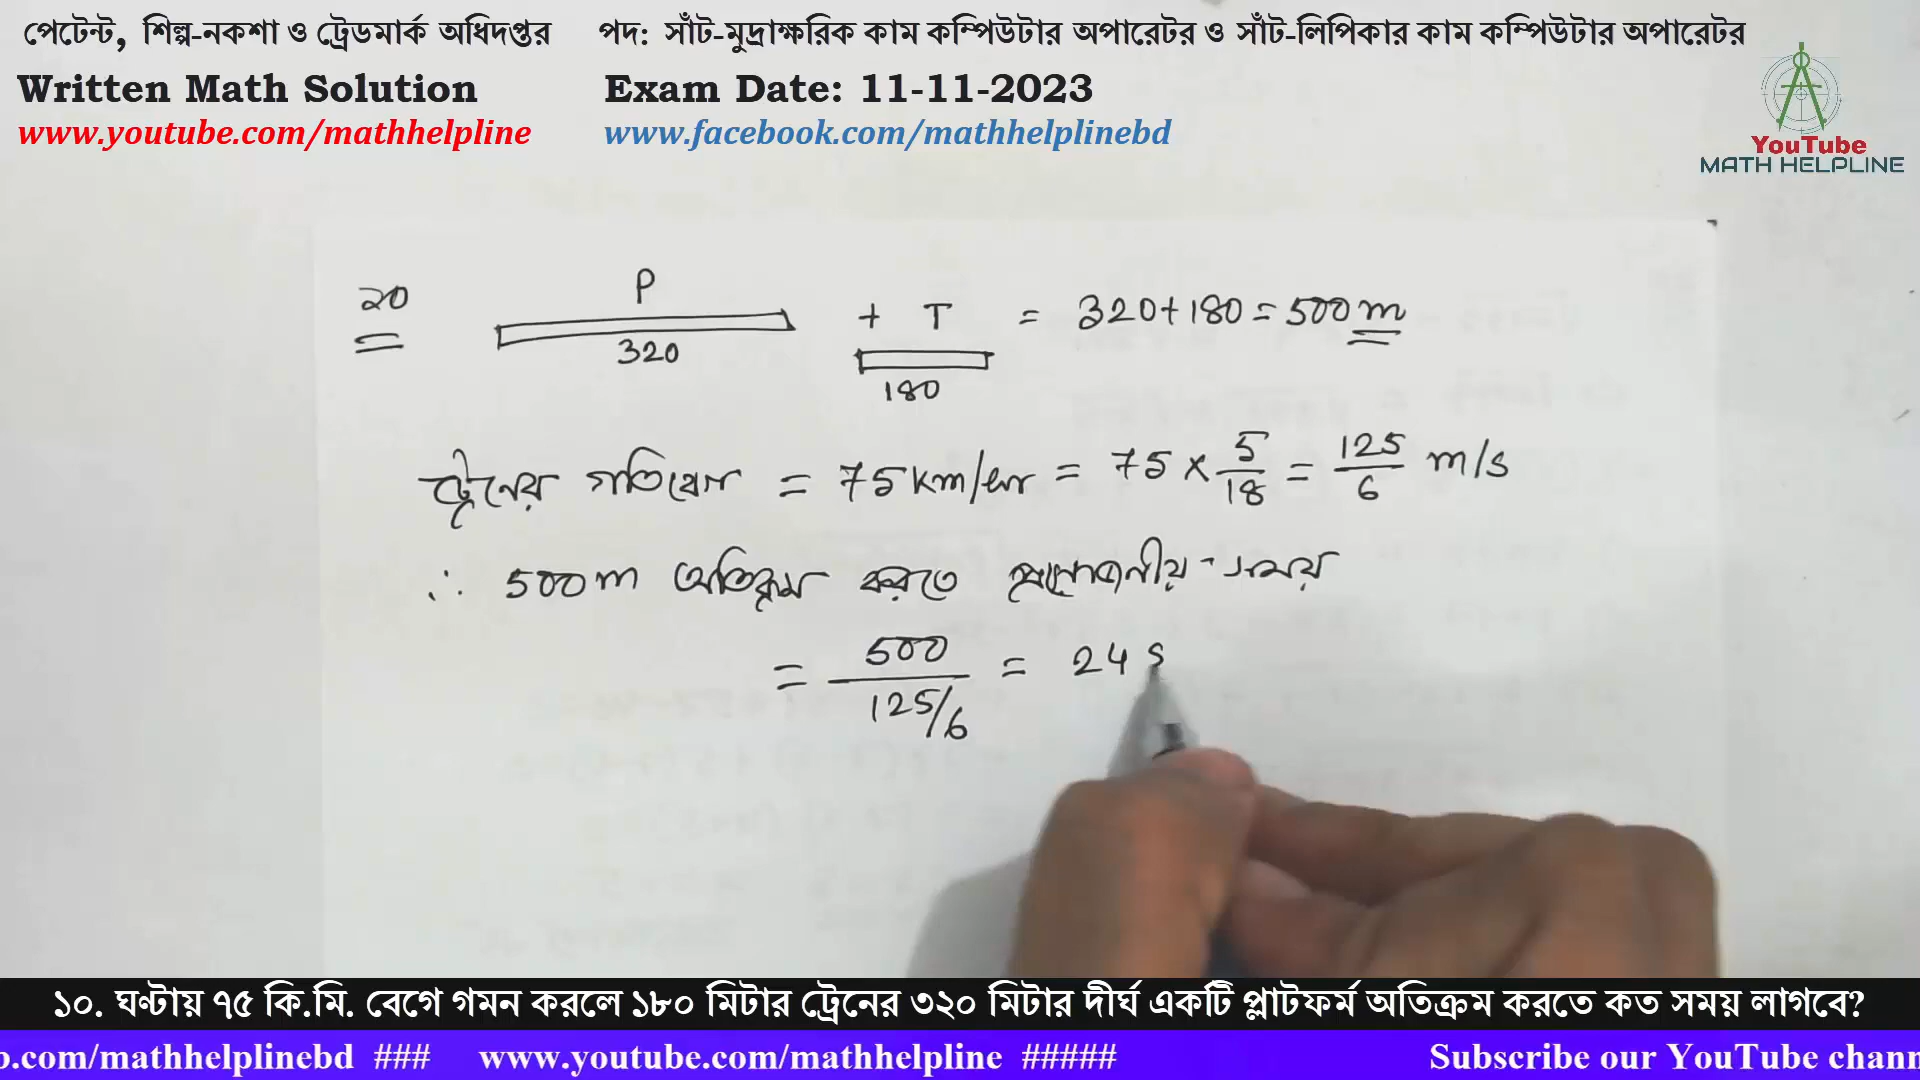 পেটেন্ট, শিল্প-নকশা ও ট্রেডমার্ক অধিদপ্তর পদ: সাঁট-মুদ্রাক্ষরিক কাম কম্পিউটার অপারেটর ও সাঁট-লিপিকার কাম কম্পিউটার অপারেটর
Written Math Solution Exam Date: 11-11-2023
www.youtube.com/mathhelpline www.facebook.com/mathhelplinebd
YouTube
MATH HELPLINE
১০ P + T = 320+180 = 500 m
320
180
ট্রেনের গতিবেগ = 75 km/hr = 75 × 5/18 = 125/6 m/s
∴ 500 m অতিক্রম করতে প্রয়োজনীয় সময়
= 500/(125/6) = 24 s
১০. ঘণ্টায় ৭৫ কি.মি. বেগে গমন করলে ১৮০ মিটার ট্রেনের ৩২০ মিটার দীর্ঘ একটি প্লাটফর্ম অতিক্রম করতে কত সময় লাগবে?
.com/mathhelplinebd ### www.youtube.com/mathhelpline ##### Subscribe our YouTube chann